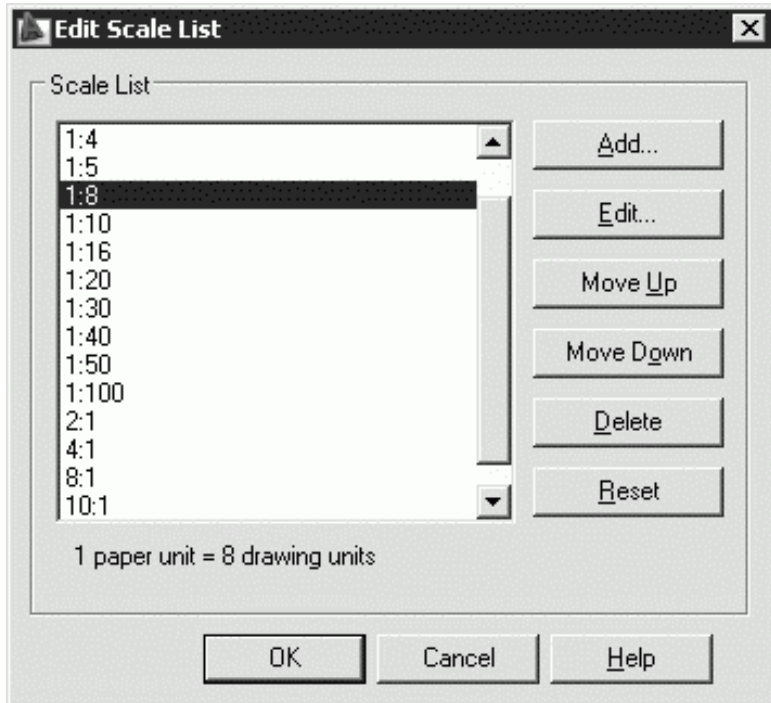 Edit Scale List
Scale List
1:4
1:5
1:8
1:10
1:16
1:20
1:30
1:40
1:50
1:100
2:1
4:1
8:1
10:1
Add...
Edit...
Move Up
Move Down
Delete
Reset
1 paper unit = 8 drawing units
OK
Cancel
Help